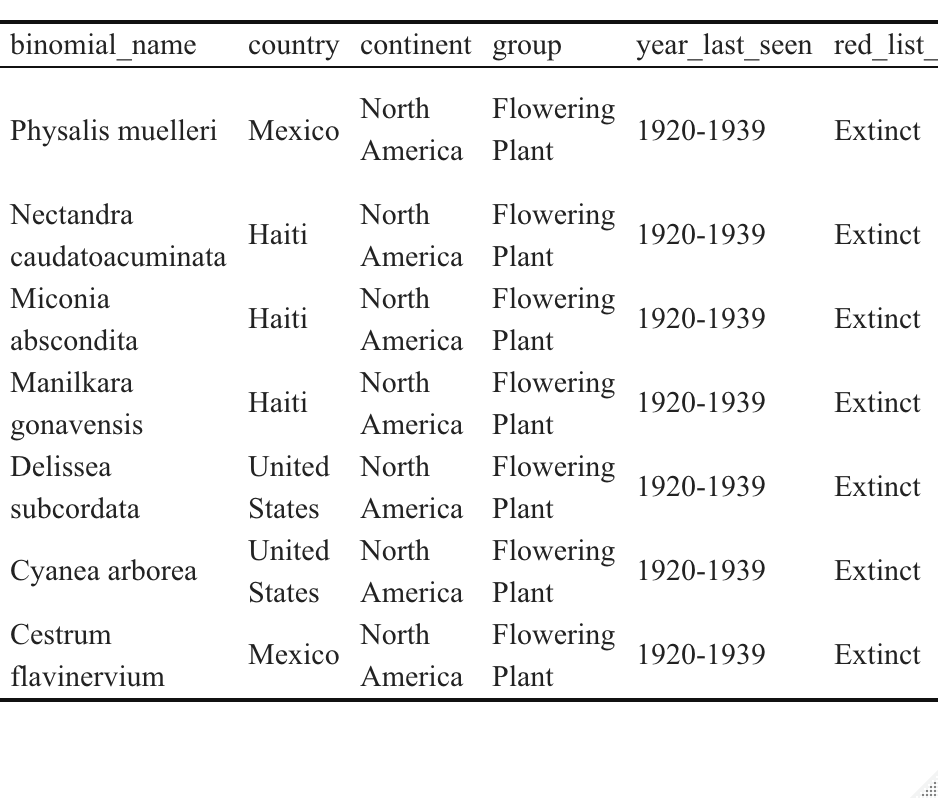 binomial_name country continent group year_last_seen red_list_
Physalis muelleri Mexico North America Flowering Plant 1920-1939 Extinct
Nectandra caudatoacuminata Haiti North America Flowering Plant 1920-1939 Extinct
Miconia abscondita Haiti North America Flowering Plant 1920-1939 Extinct
Manilkara gonavensis Haiti North America Flowering Plant 1920-1939 Extinct
Delissea subcordata United States North America Flowering Plant 1920-1939 Extinct
Cyanea arborea United States North America Flowering Plant 1920-1939 Extinct
Cestrum flavinervium Mexico North America Flowering Plant 1920-1939 Extinct